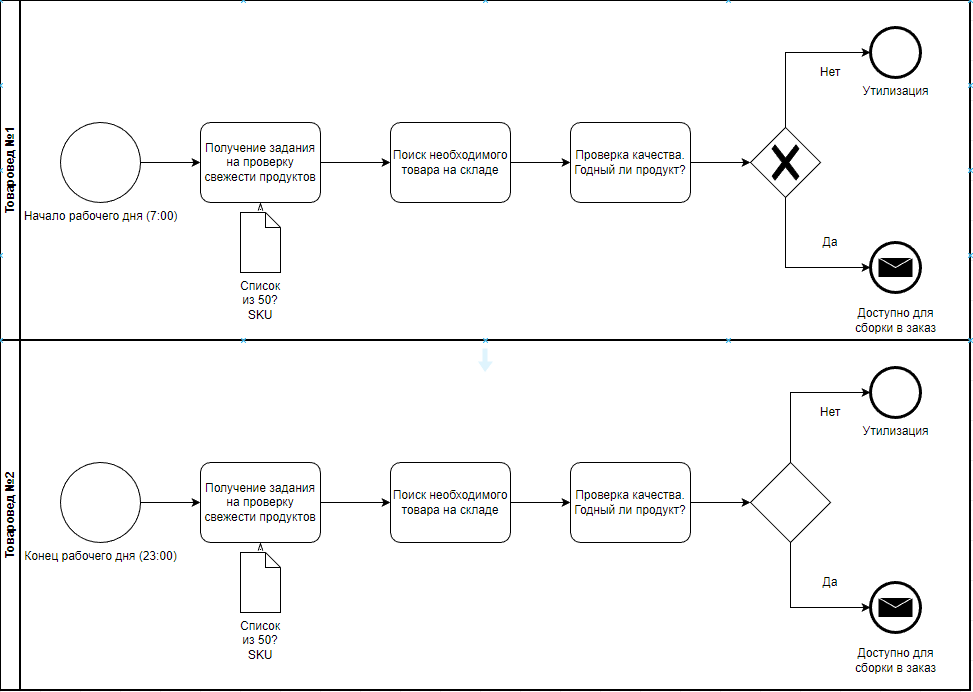 Товаровед №1
Начало рабочего дня (7:00)
Получение задания
на проверку
свежести продуктов
Список
из 50?
SKU
Поиск необходимого
товара на складе
Проверка качества.
Годный ли продукт?
Нет
Утилизация
Да
Доступно для
сборки в заказ
Товаровед №2
Конец рабочего дня (23:00)
Получение задания
на проверку
свежести продуктов
Список
из 50?
SKU
Поиск необходимого
товара на складе
Проверка качества.
Годный ли продукт?
Нет
Утилизация
Да
Доступно для
сборки в заказ